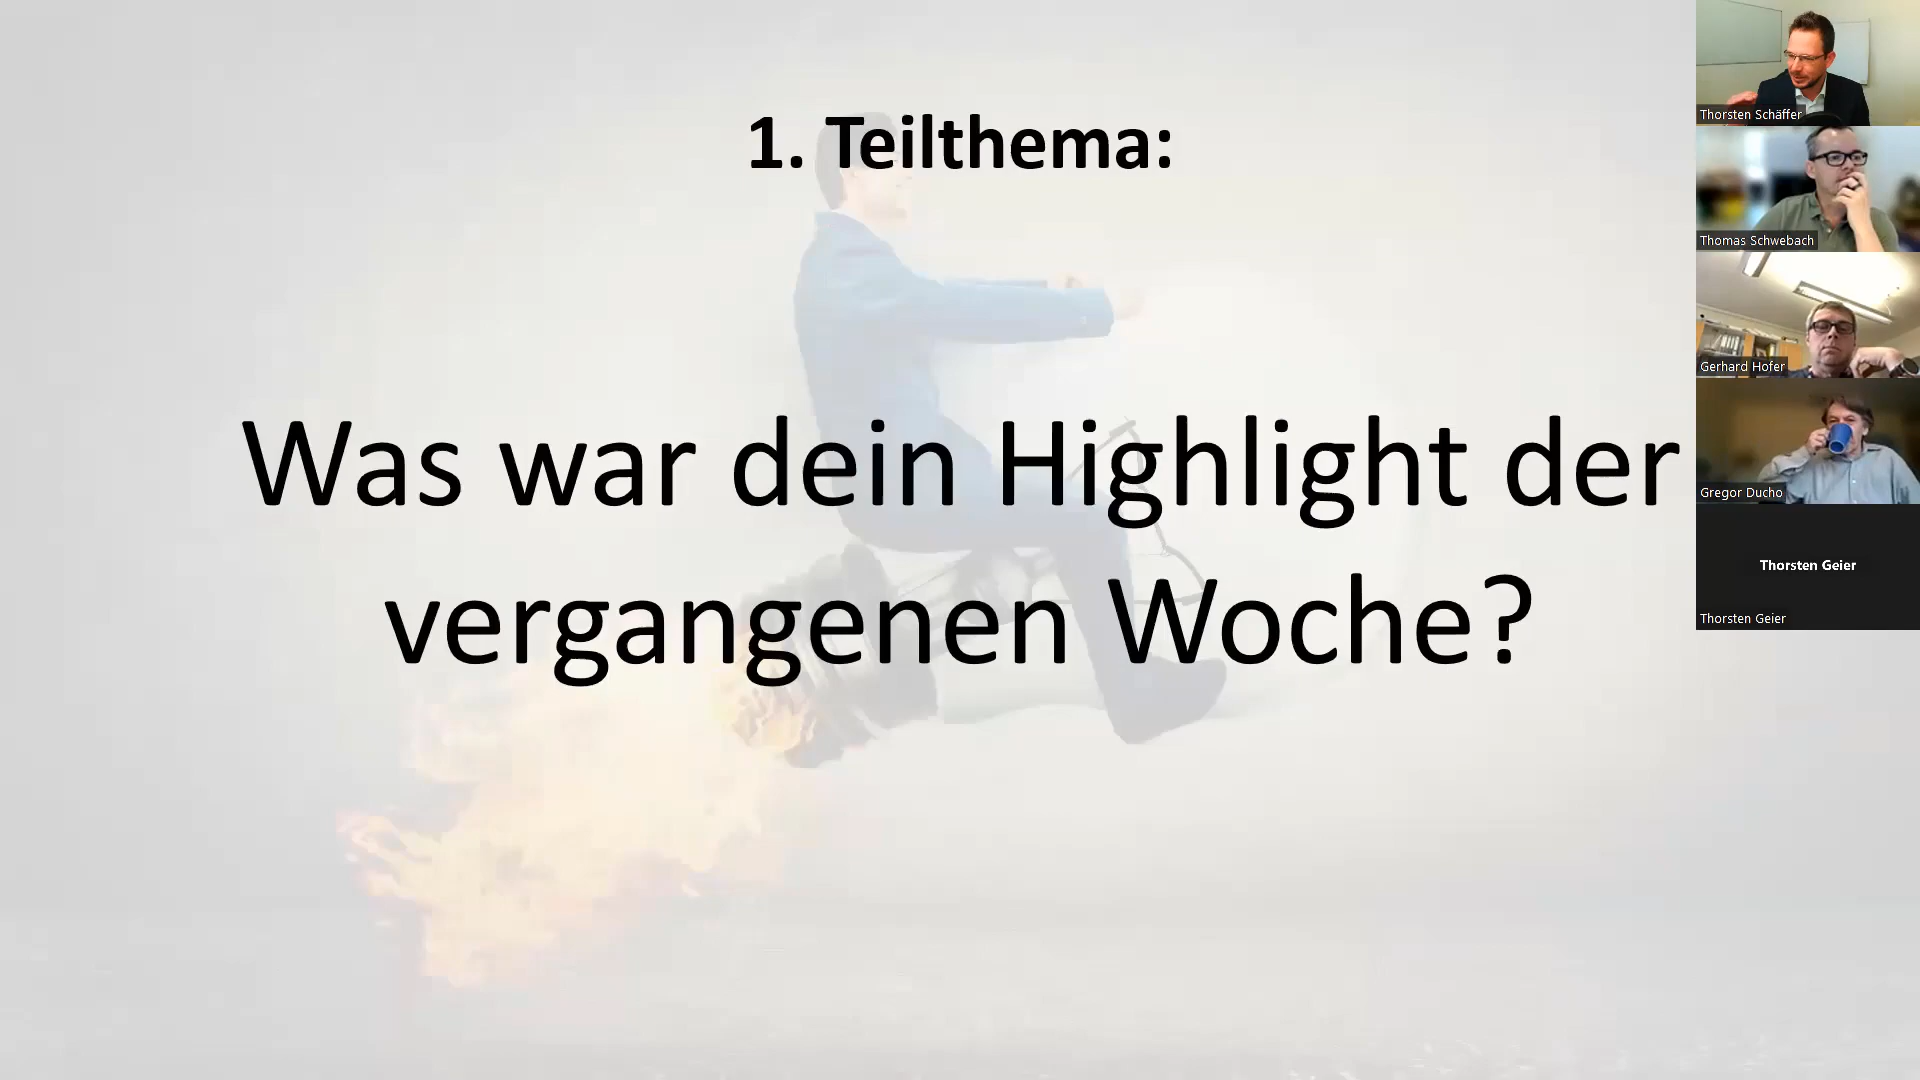 1. Teilthema:
Was war dein Highlight der
vergangenen Woche?
Thorsten Schäffer
Thomas Schwebach
Gerhard Hofer
Gregor Ducho
Thorsten Geier
Thorsten Geier